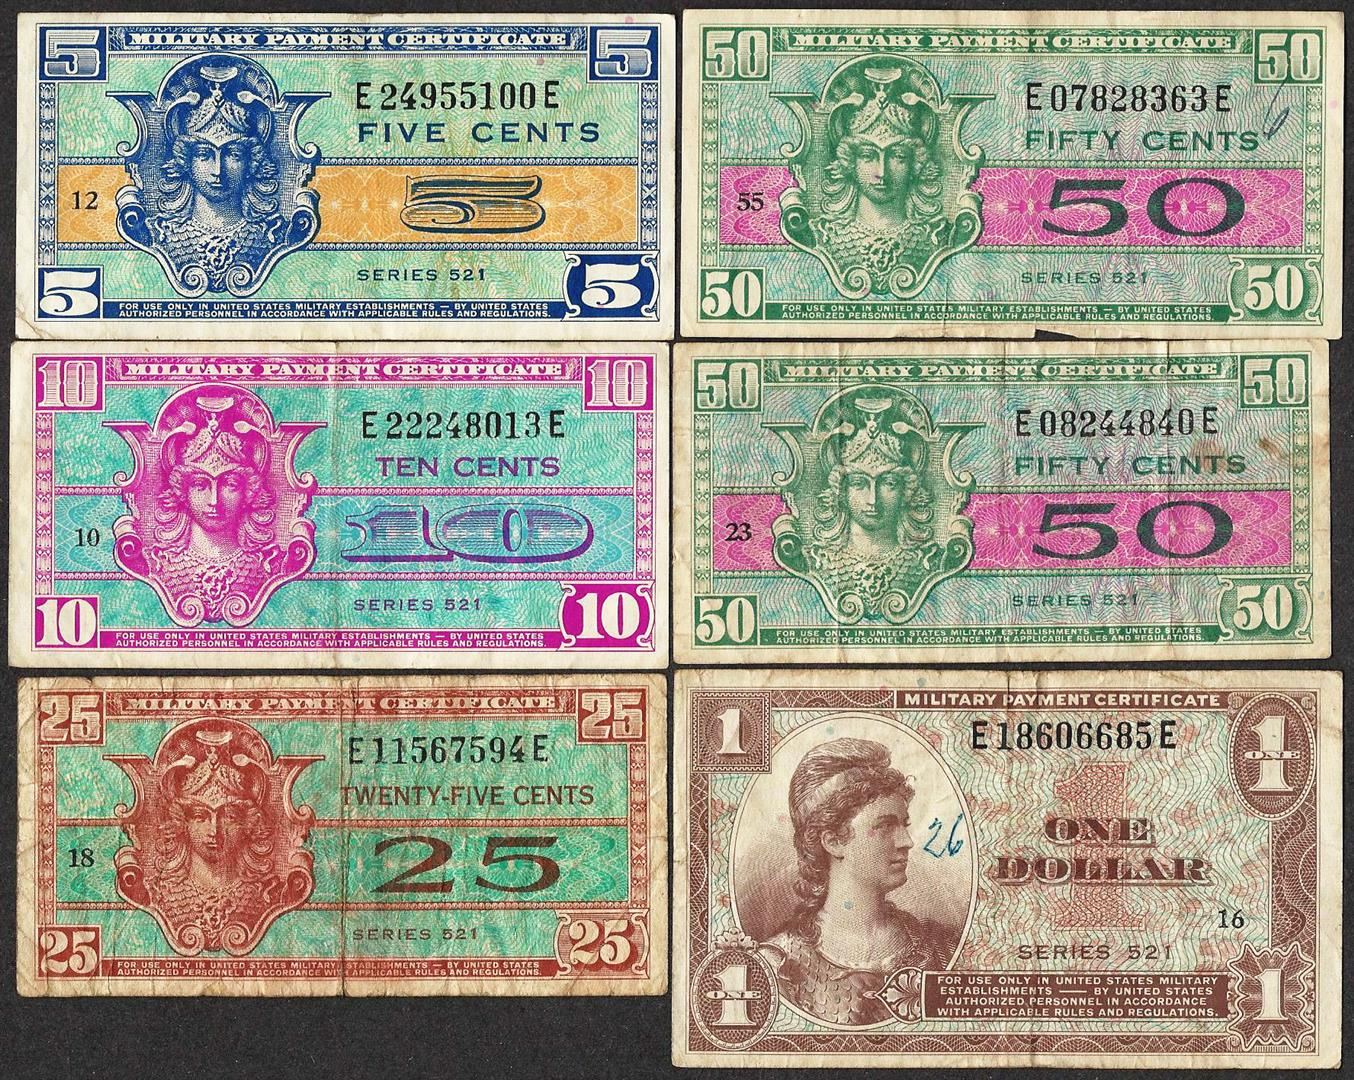 5 MILITARY PAYMENT CERTIFICATE 5
E24955100E
FIVE CENTS
12 5
SERIES 521
5 5
FOR USE ONLY IN UNITED STATES MILITARY ESTABLISHMENTS — BY UNITED STATES
AUTHORIZED PERSONNEL IN ACCORDANCE WITH APPLICABLE RULES AND REGULATIONS.
50 MILITARY PAYMENT CERTIFICATE 50
E07828363E
FIFTY CENTS
55 50
SERIES 521
50 50
FOR USE ONLY IN UNITED STATES MILITARY ESTABLISHMENTS — BY UNITED STATES
AUTHORIZED PERSONNEL IN ACCORDANCE WITH APPLICABLE RULES AND REGULATIONS.
10 MILITARY PAYMENT CERTIFICATE 10
E22248013E
TEN CENTS
10 10
SERIES 521
10 10
FOR USE ONLY IN UNITED STATES MILITARY ESTABLISHMENTS — BY UNITED STATES
AUTHORIZED PERSONNEL IN ACCORDANCE WITH APPLICABLE RULES AND REGULATIONS.
50 MILITARY PAYMENT CERTIFICATE 50
E08244840E
FIFTY CENTS
23 50
SERIES 521
50 50
FOR USE ONLY IN UNITED STATES MILITARY ESTABLISHMENTS — BY UNITED STATES
AUTHORIZED PERSONNEL IN ACCORDANCE WITH APPLICABLE RULES AND REGULATIONS.
25 MILITARY PAYMENT CERTIFICATE 25
E11567594E
TWENTY-FIVE CENTS
18 25
SERIES 521
25 25
FOR USE ONLY IN UNITED STATES MILITARY ESTABLISHMENTS — BY UNITED STATES
AUTHORIZED PERSONNEL IN ACCORDANCE WITH APPLICABLE RULES AND REGULATIONS.
1 MILITARY PAYMENT CERTIFICATE 1
E18606685E
ONE
1
26 ONE
DOLLAR
16
SERIES 521
1 ONE 1
FOR USE ONLY IN UNITED STATES MILITARY
ESTABLISHMENTS — BY UNITED STATES
AUTHORIZED PERSONNEL IN ACCORDANCE
WITH APPLICABLE RULES AND REGULATIONS.